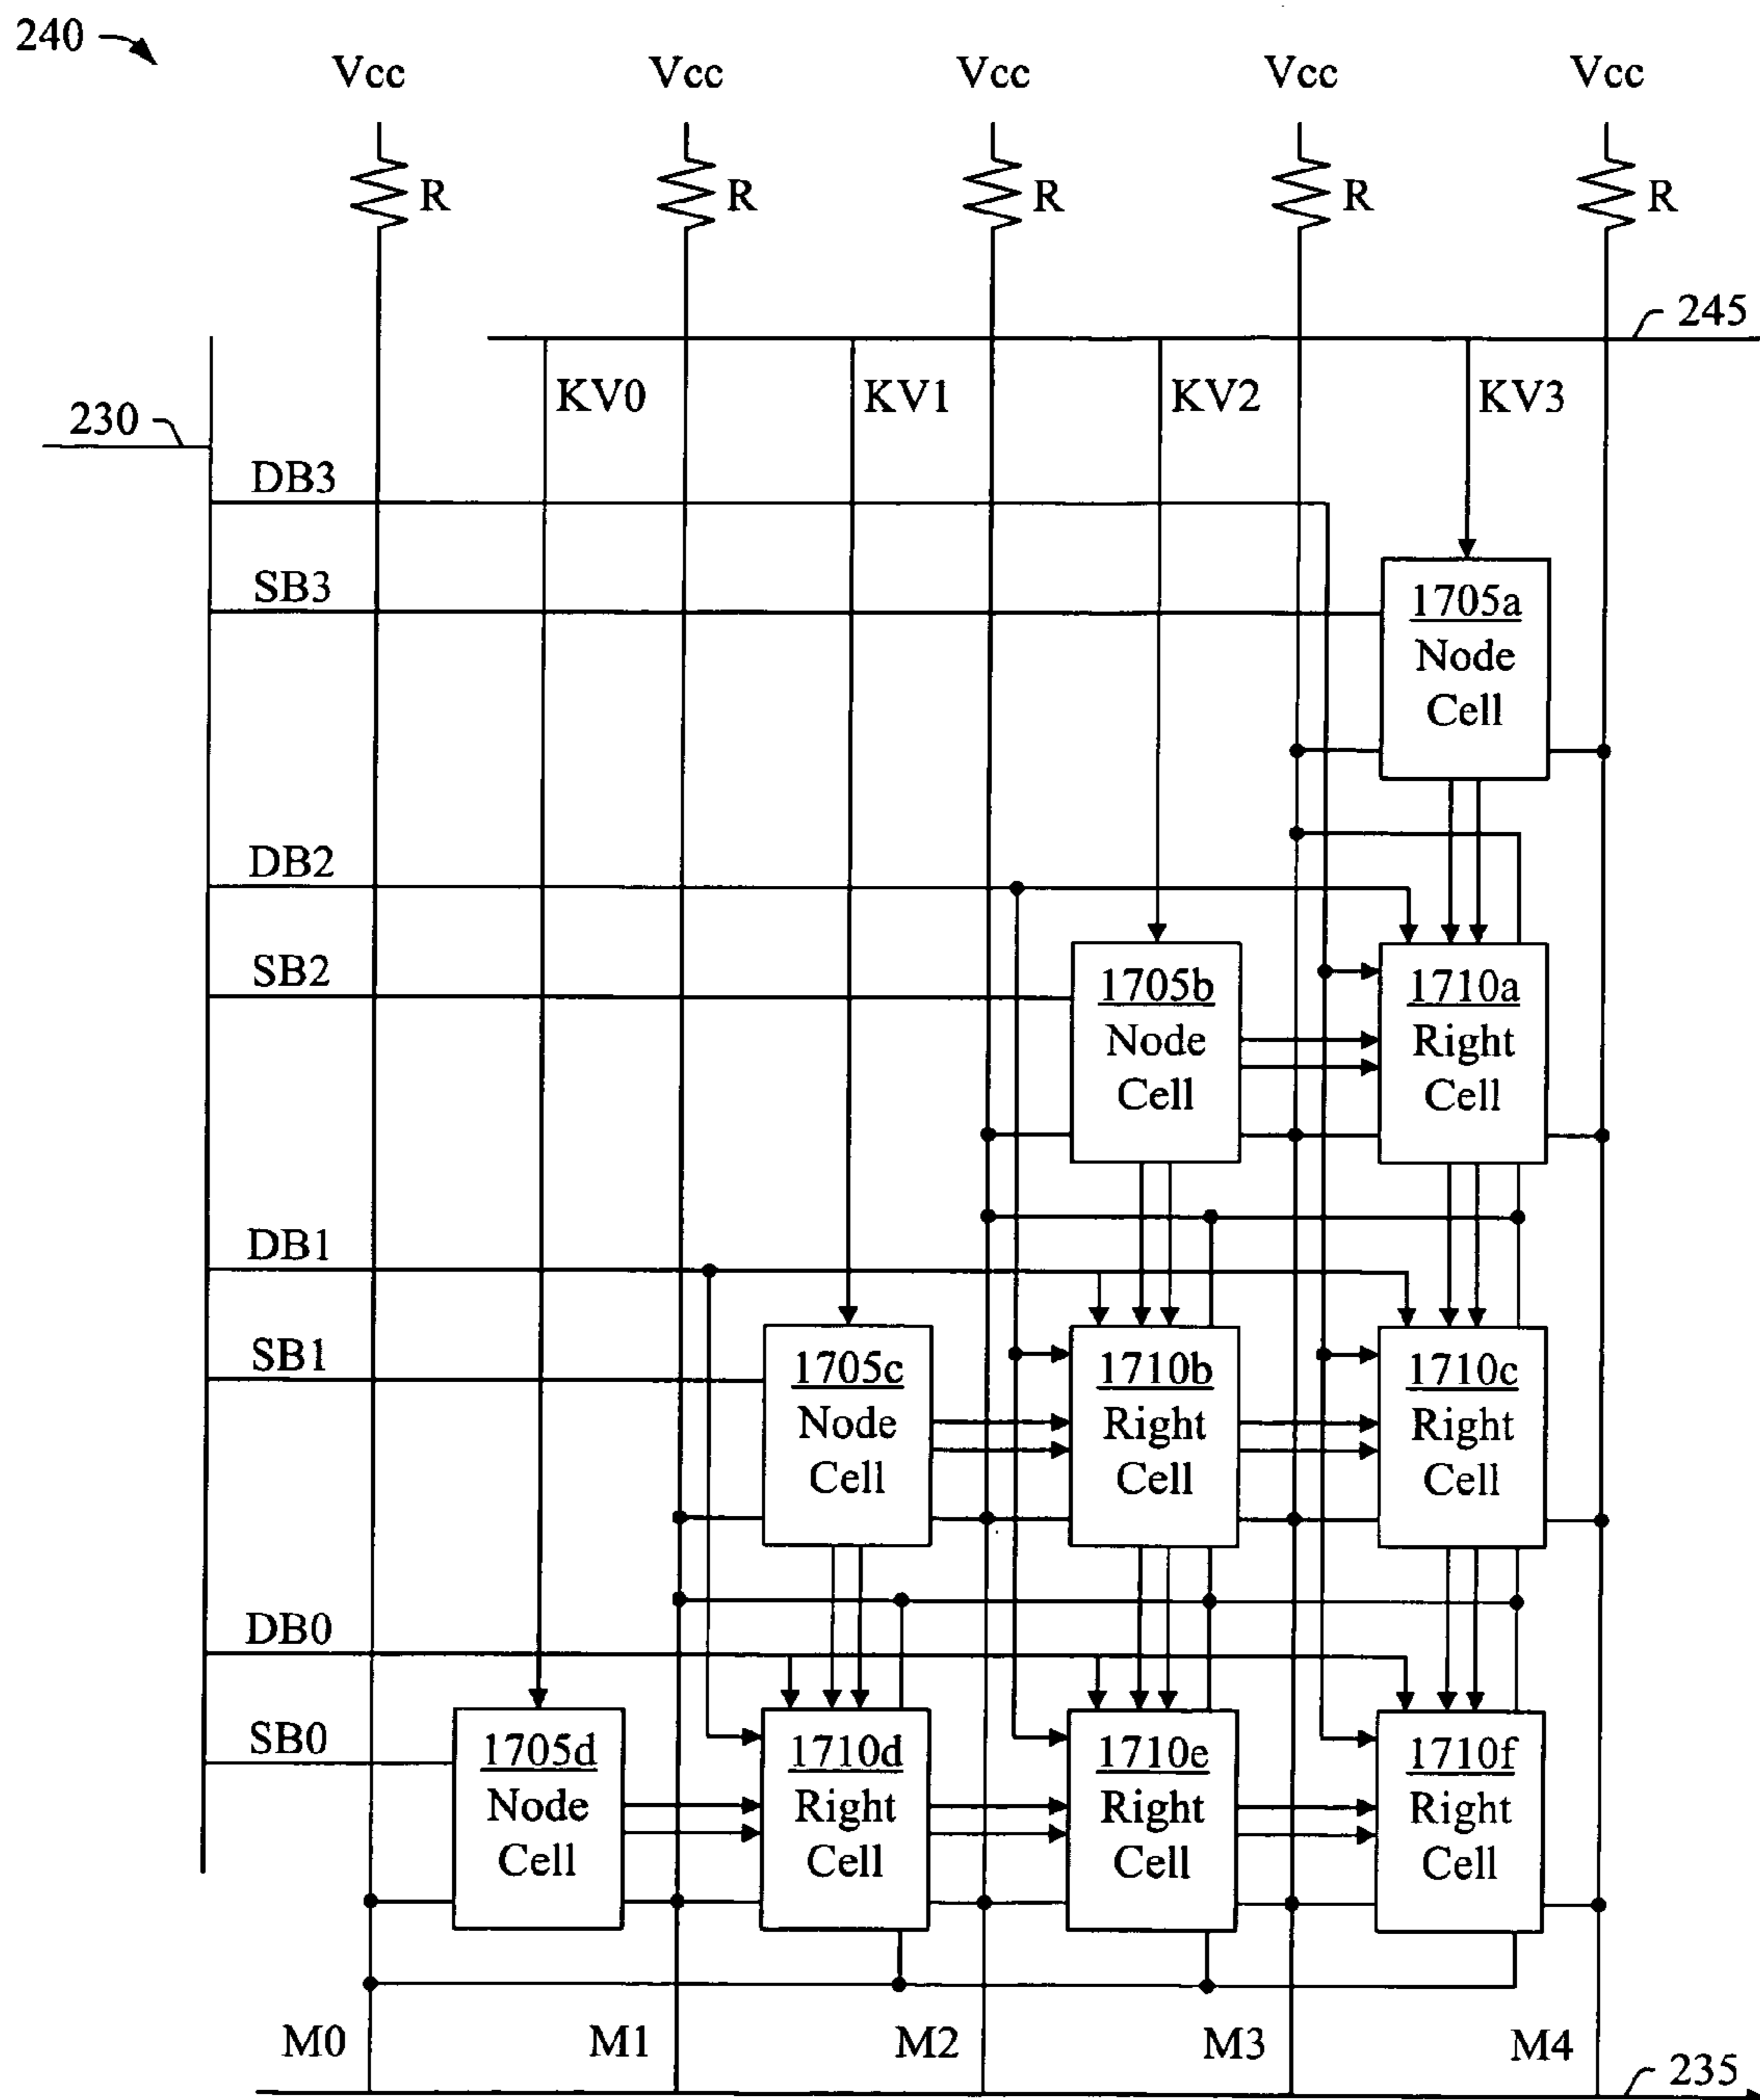 240
Vcc Vcc Vcc Vcc Vcc
R R R R R
245
KV0 KV1 KV2 KV3
230
DB3
SB3
1705a
Node
Cell
DB2
SB2
1705b
Node
Cell
1710a
Right
Cell
DB1
SB1
1705c
Node
Cell
1710b
Right
Cell
1710c
Right
Cell
DB0
SB0
1705d
Node
Cell
1710d
Right
Cell
1710e
Right
Cell
1710f
Right
Cell
M0 M1 M2 M3 M4
235